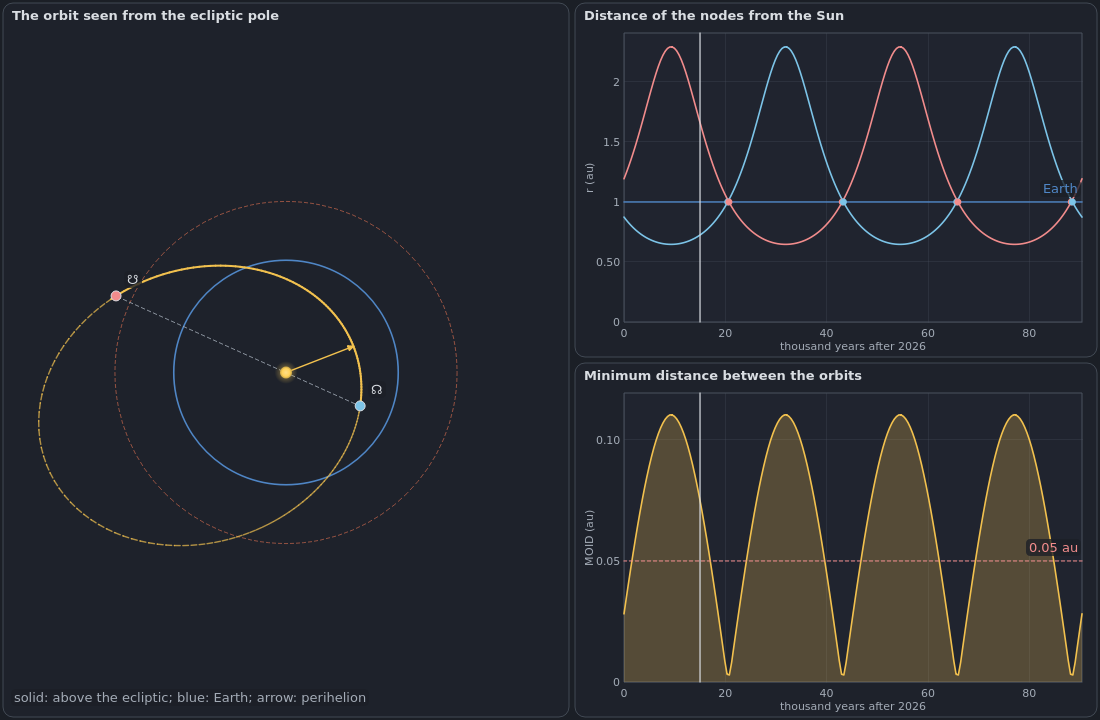 The orbit seen from the ecliptic pole
☋
☊
solid: above the ecliptic; blue: Earth; arrow: perihelion
Distance of the nodes from the Sun
r (au)
2
1.5
1
0.50
0
Earth
0 20 40 60 80
thousand years after 2026
Minimum distance between the orbits
MOID (au)
0.10
0.05
0
0.05 au
0 20 40 60 80
thousand years after 2026